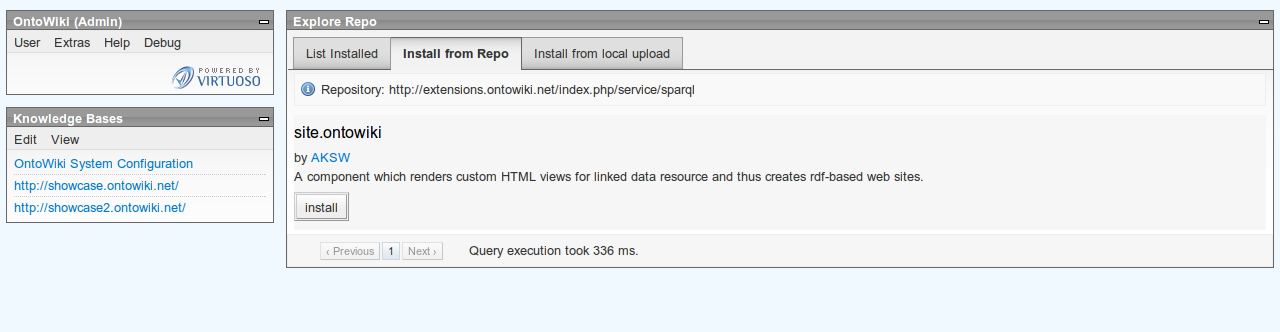 OntoWiki (Admin)
User Extras Help Debug
POWERED BY
VIRTUOSO
Knowledge Bases
Edit View
OntoWiki System Configuration
http://showcase.ontowiki.net/
http://showcase2.ontowiki.net/
Explore Repo
List Installed Install from Repo Install from local upload
Repository: http://extensions.ontowiki.net/index.php/service/sparql
site.ontowiki
by AKSW
A component which renders custom HTML views for linked data resource and thus creates rdf-based web sites.
install
‹ Previous 1 Next › Query execution took 336 ms.